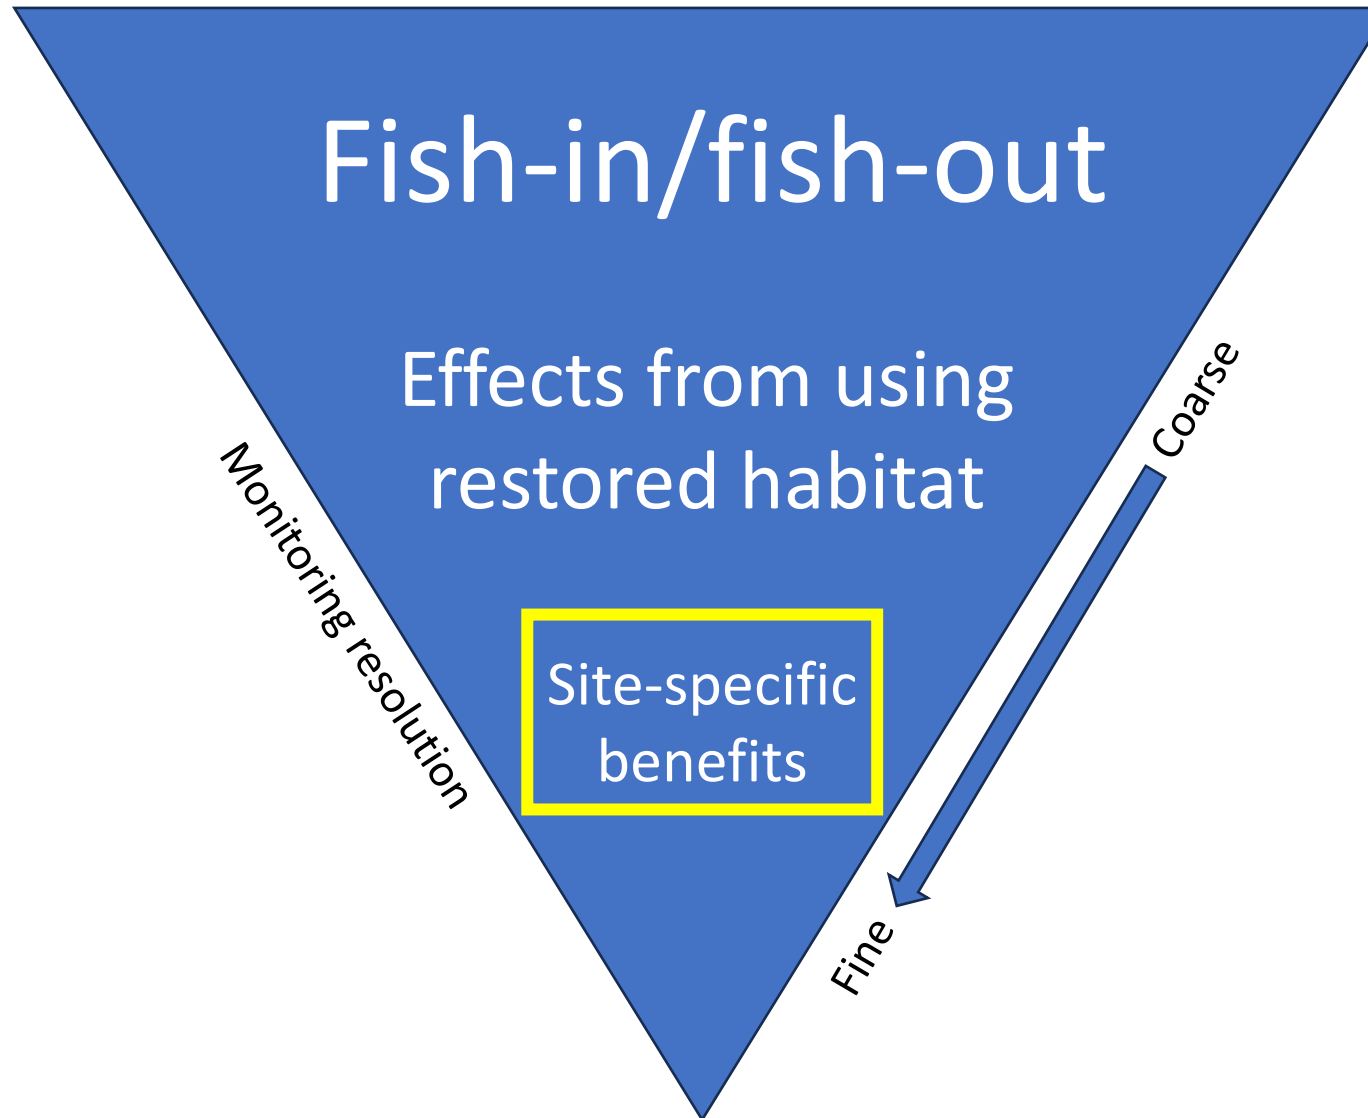 Fish-in/fish-out
Effects from using
restored habitat
Site-specific
benefits
Monitoring resolution
Coarse
Fine